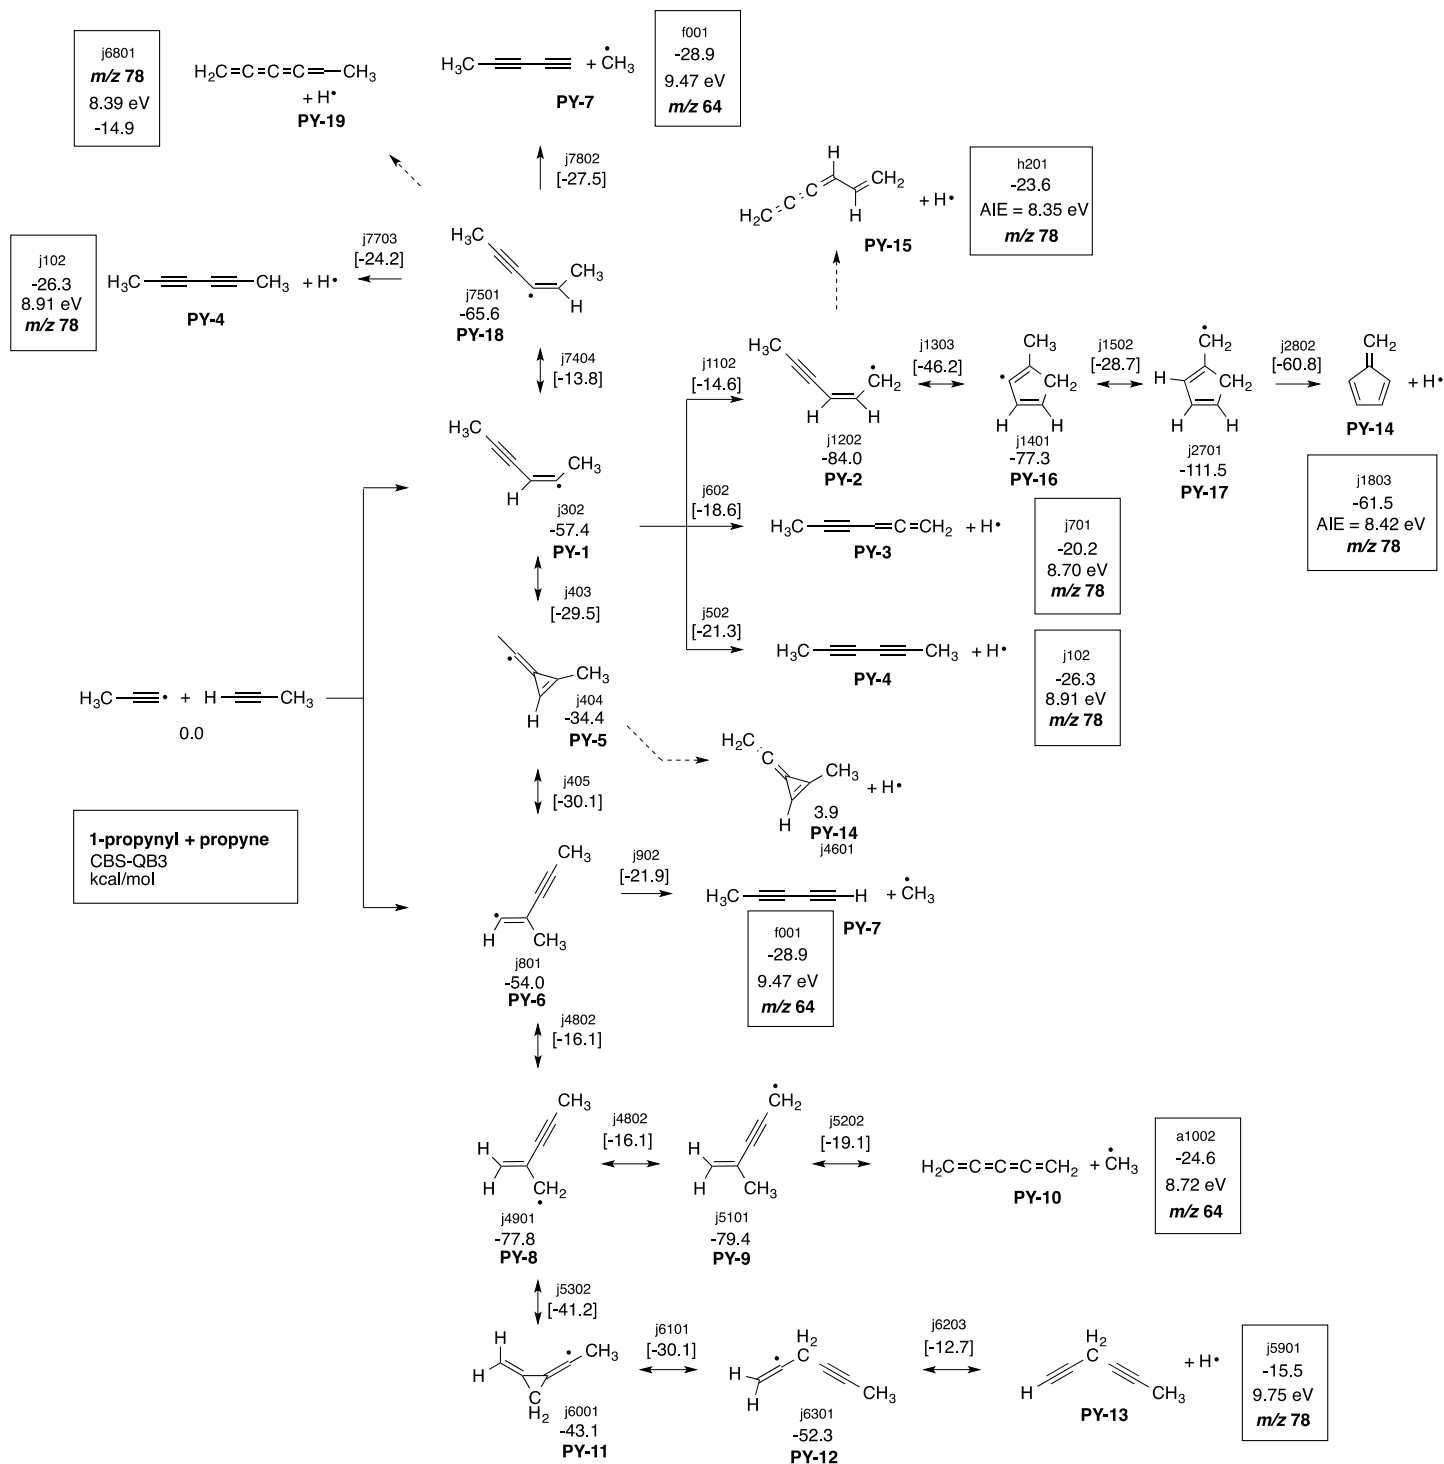 j6801
m/z 78
8.39 eV
-14.9
H2C=C=C=C=CH-CH3
+ H•
PY-19
H3C
+ CH3
PY-7
f001
-28.9
9.47 eV
m/z 64
j7802
[-27.5]
j102
-26.3
8.91 eV
m/z 78
H3C
CH3
+ H•
PY-4
j7703
[-24.2]
H3C
CH3
H
j7501
-65.6
PY-18
H
CH2
C
C
H2C
H
+ H•
PY-15
h201
-23.6
AIE = 8.35 eV
m/z 78
j7404
[-13.8]
H3C
CH3
H
j302
-57.4
PY-1
j1102
[-14.6]
H3C
CH2
H
H
j1202
-84.0
PY-2
j1303
[-46.2]
CH3
CH2
H
H
j1401
-77.3
PY-16
j1502
[-28.7]
CH2
H
CH2
H
H
j2701
-111.5
PY-17
j2802
[-60.8]
CH2
+ H•
PY-14
j1803
-61.5
AIE = 8.42 eV
m/z 78
j602
[-18.6]
H3C
C=CH2
+ H•
PY-3
j701
-20.2
8.70 eV
m/z 78
j502
[-21.3]
H3C
CH3
+ H•
PY-4
j102
-26.3
8.91 eV
m/z 78
j403
[-29.5]
CH3
H
j404
-34.4
PY-5
H3C
+
H
CH3
0.0
H2C
C
CH3
H
+ H•
3.9
PY-14
j4601
j405
[-30.1]
1-propynyl + propyne
CBS-QB3
kcal/mol
CH3
H
CH3
j801
-54.0
PY-6
j902
[-21.9]
H3C
H
+ CH3
PY-7
f001
-28.9
9.47 eV
m/z 64
j4802
[-16.1]
CH3
H
H
CH2
j4901
-77.8
PY-8
j4802
[-16.1]
CH2
H
H
CH3
j5101
-79.4
PY-9
j5202
[-19.1]
H2C=C=C=C=CH2
+ CH3
PY-10
a1002
-24.6
8.72 eV
m/z 64
j5302
[-41.2]
H
H
CH3
C
H2
j6001
-43.1
PY-11
j6101
[-30.1]
H2
C
H
H
CH3
j6301
-52.3
PY-12
j6203
[-12.7]
H2
C
H
CH3
+ H•
PY-13
j5901
-15.5
9.75 eV
m/z 78